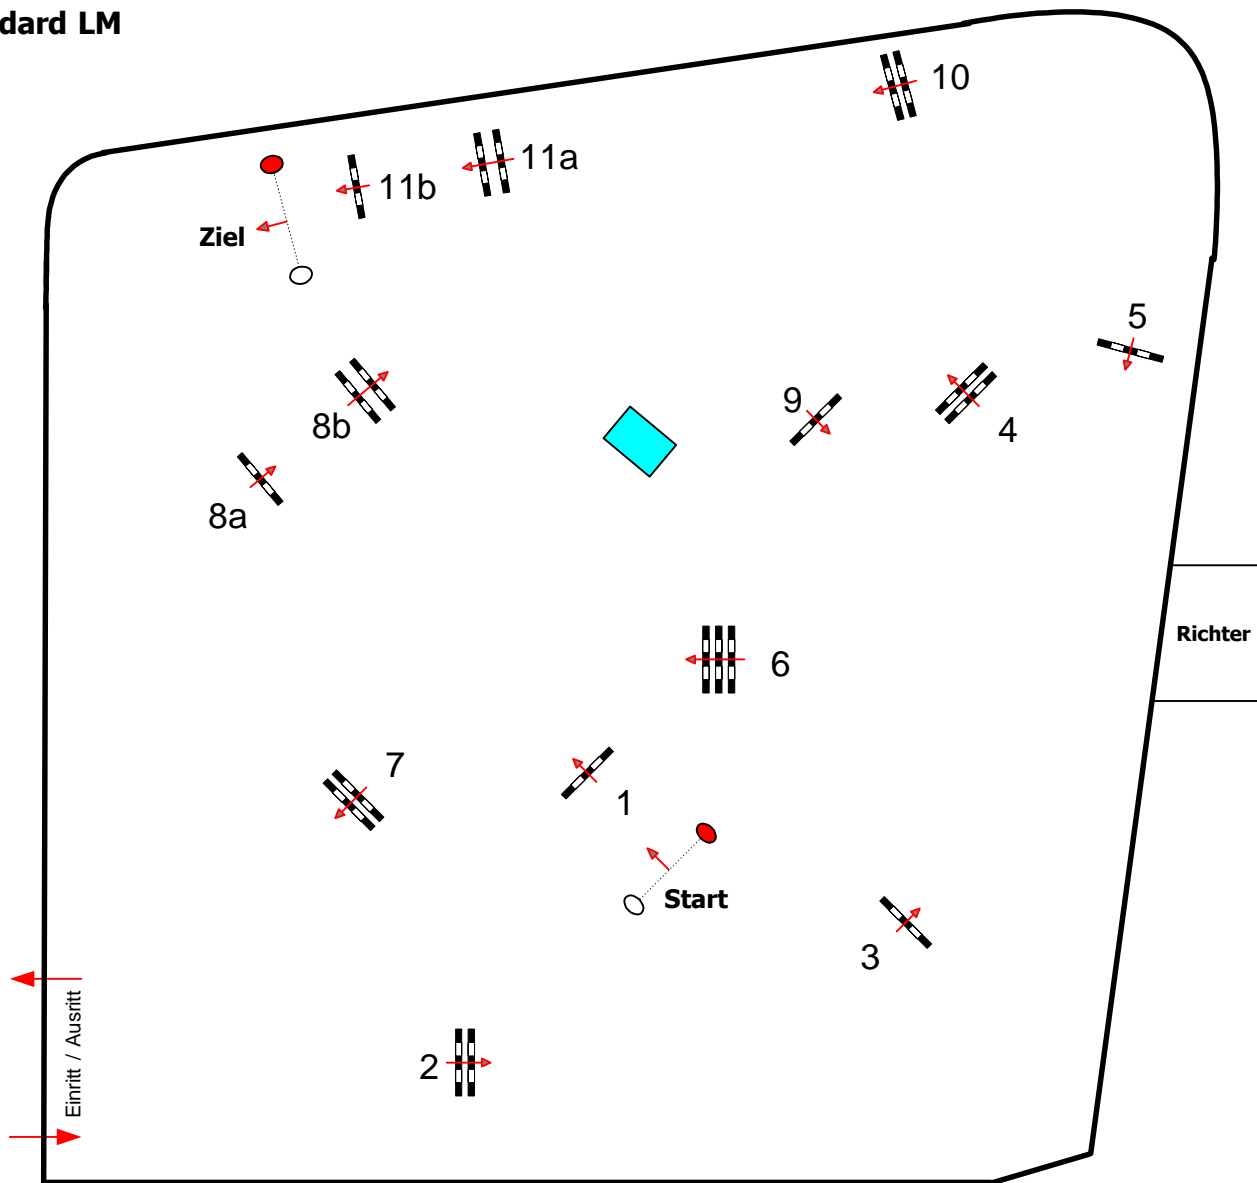 dard LM
10
11a
11b
Ziel
5
9
4
8b
8a
Richter
6
7
1
Start
3
Einritt / Ausritt
2